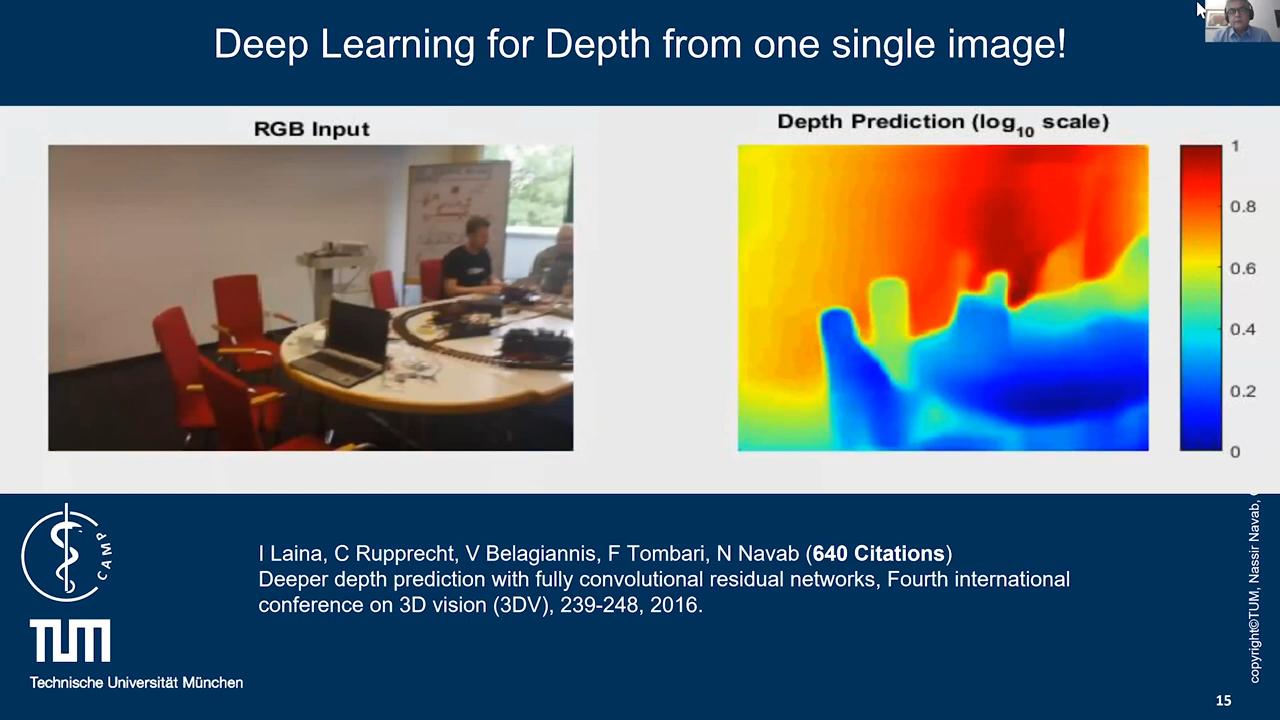 Deep Learning for Depth from one single image!
RGB Input
Depth Prediction (log10 scale)
1
0.8
0.6
0.4
0.2
0
CAMP
I Laina, C Rupprecht, V Belagiannis, F Tombari, N Navab (640 Citations)
Deeper depth prediction with fully convolutional residual networks, Fourth international
conference on 3D vision (3DV), 239-248, 2016.
TUM
Technische Universität München
copyright©TUM, Nassir Navab,
15